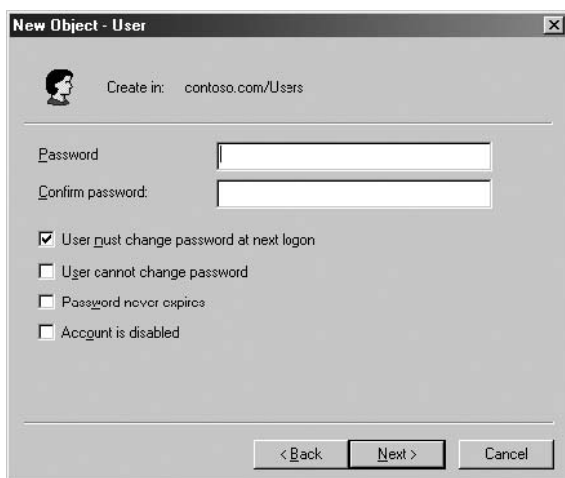 New Object - User
Create in: contoso.com/Users
Password
Confirm password:
User must change password at next logon
User cannot change password
Password never expires
Account is disabled
< Back Next > Cancel